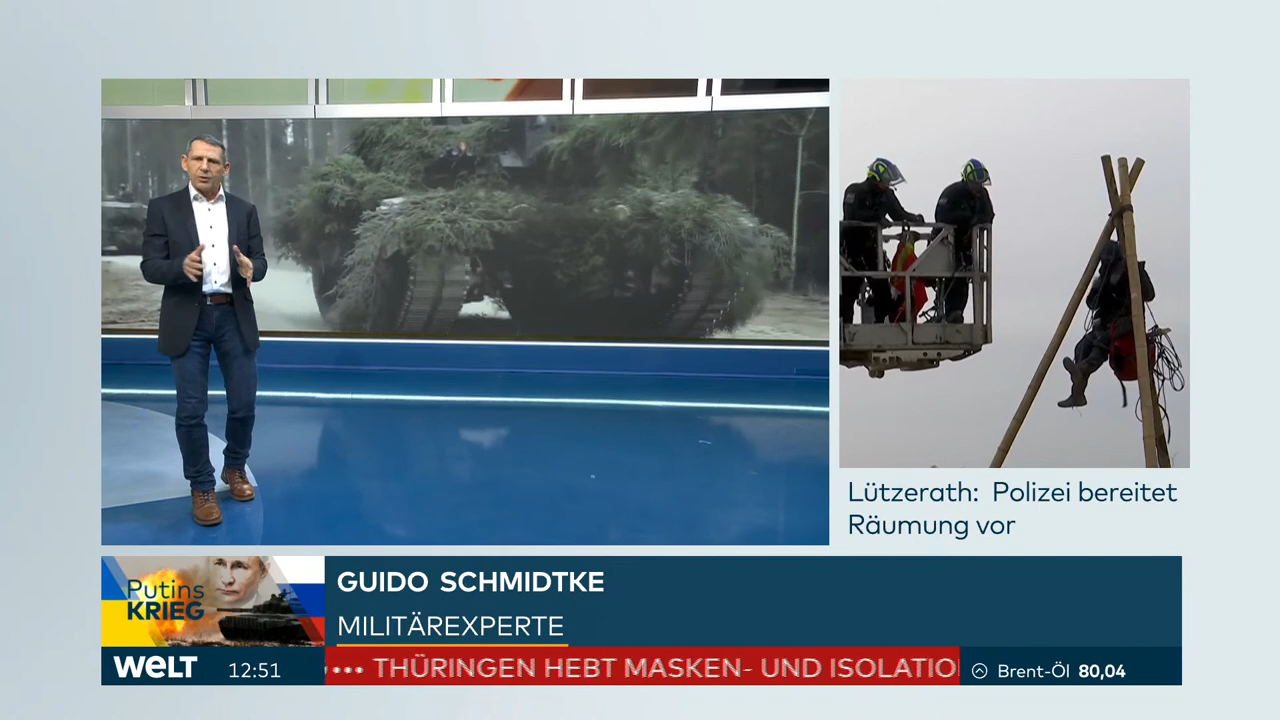 Lützerath: Polizei bereitet
Räumung vor
Putins
KRIEG
GUIDO SCHMIDTKE
MILITÄREXPERTE
welt 12:51 ••• THÜRINGEN HEBT MASKEN- UND ISOLATIO Brent-Öl 80,04